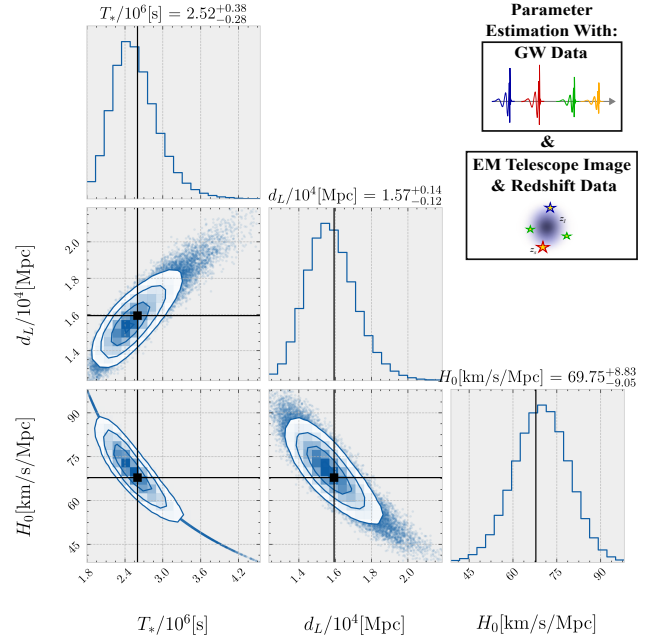 T_*/10^6[s] = 2.52^{+0.38}_{-0.28}
Parameter
Estimation With:
GW Data
&
EM Telescope Image
& Redshift Data
z_i
z_s
d_L/10^4[Mpc] = 1.57^{+0.14}_{-0.12}
d_L/10^4[Mpc]
2.0
1.8
1.6
1.4
H_0[km/s/Mpc] = 69.75^{+8.83}_{-9.05}
H_0[km/s/Mpc]
90
75
60
45
1.8 2.4 3.0 3.6 4.2
1.4 1.6 1.8 2.0
45 60 75 90
T_*/10^6[s]
d_L/10^4[Mpc]
H_0[km/s/Mpc]